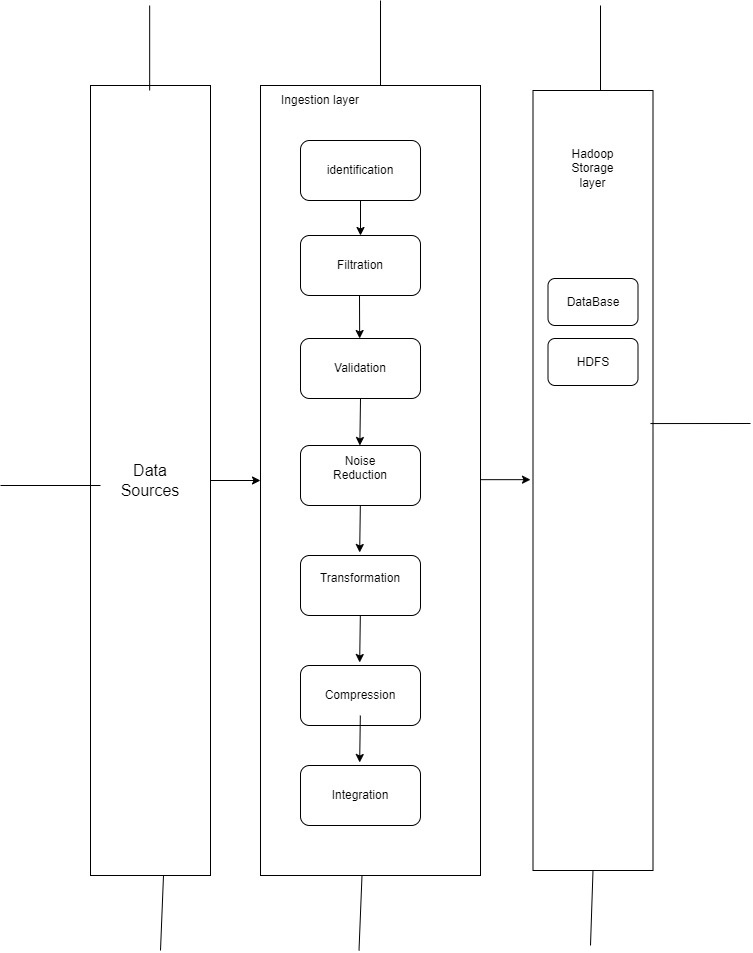 Data
Sources
Ingestion layer
identification
Filtration
Validation
Noise
Reduction
Transformation
Compression
Integration
Hadoop
Storage
layer
DataBase
HDFS